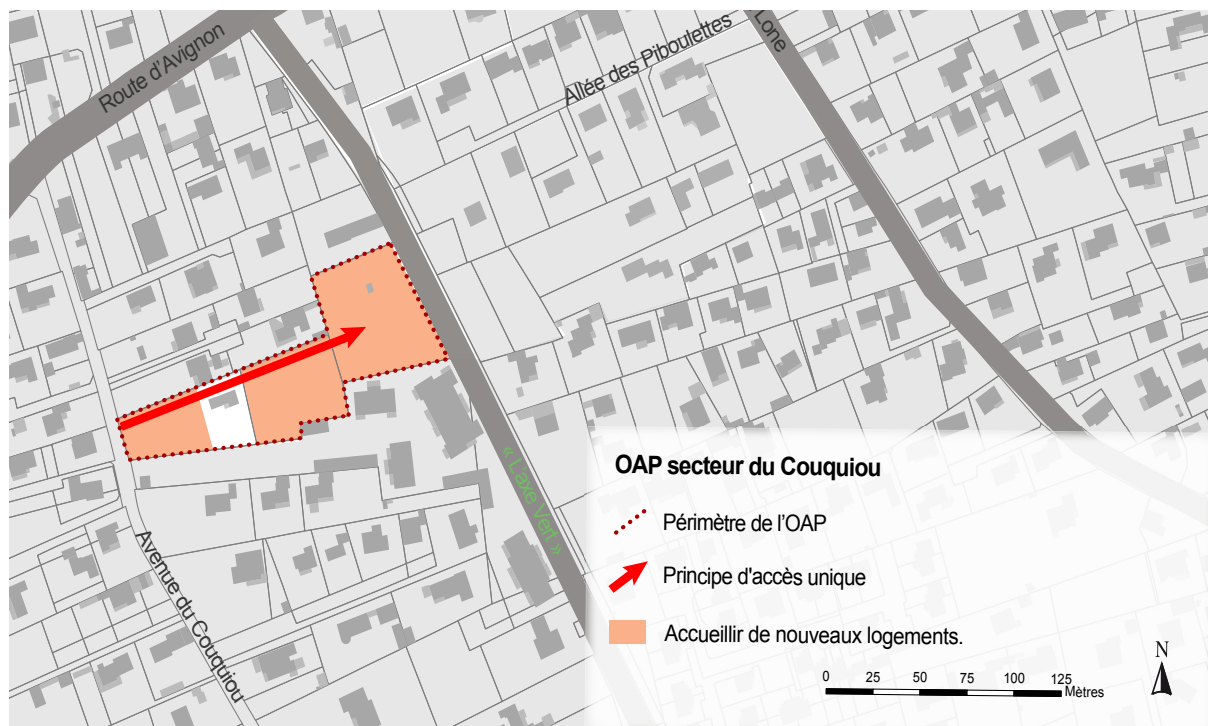 Route d'Avignon
Allée des Piboulettes
Lone
« L'axe Vert »
Avenue du Couquiou
OAP secteur du Couquiou
Périmètre de l'OAP
Principe d'accès unique
Accueillir de nouveaux logements.
0 25 50 75 100 125
Mètres
N